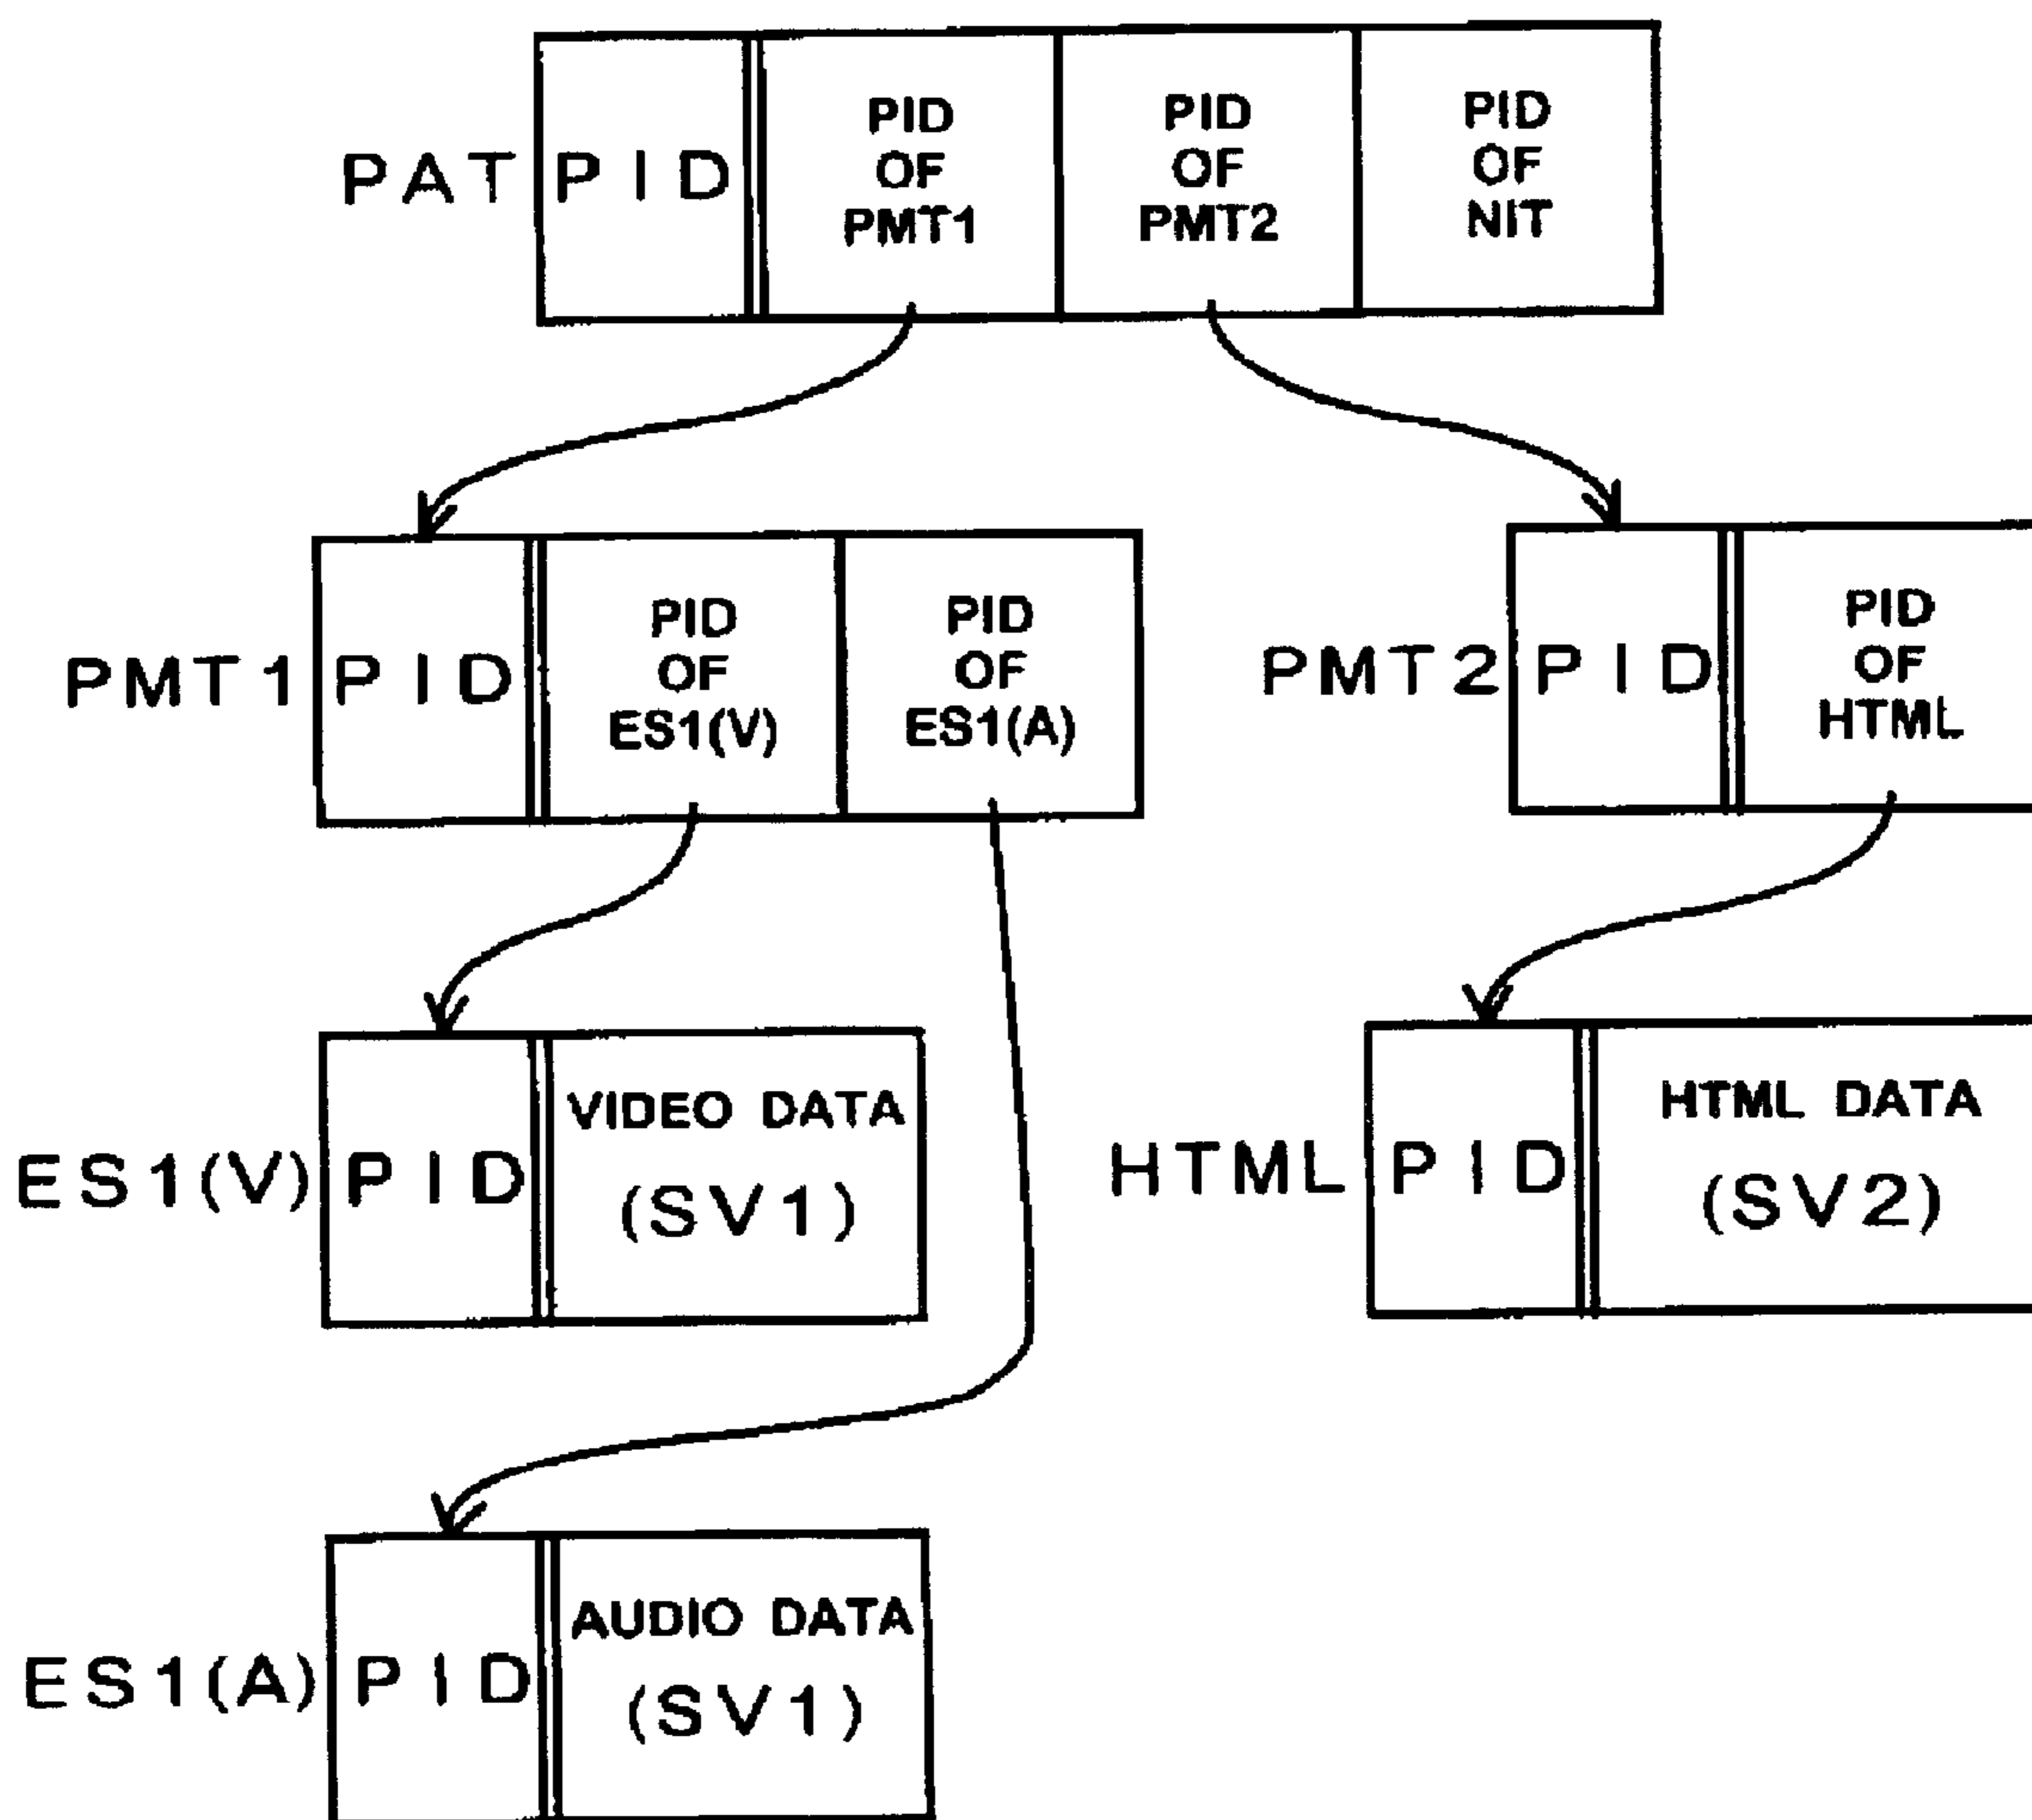 PAT PID
PID
OF
PMT1
PID
OF
PMT2
PID
OF
NIT
PMT1 PID
PID
OF
ES1(V)
PID
OF
ES1(A)
PMT2 PID
PID
OF
HTML
ES1(V) PID
VIDEO DATA
(SV1)
HTML PID
HTML DATA
(SV2)
ES1(A) PID
AUDIO DATA
(SV1)